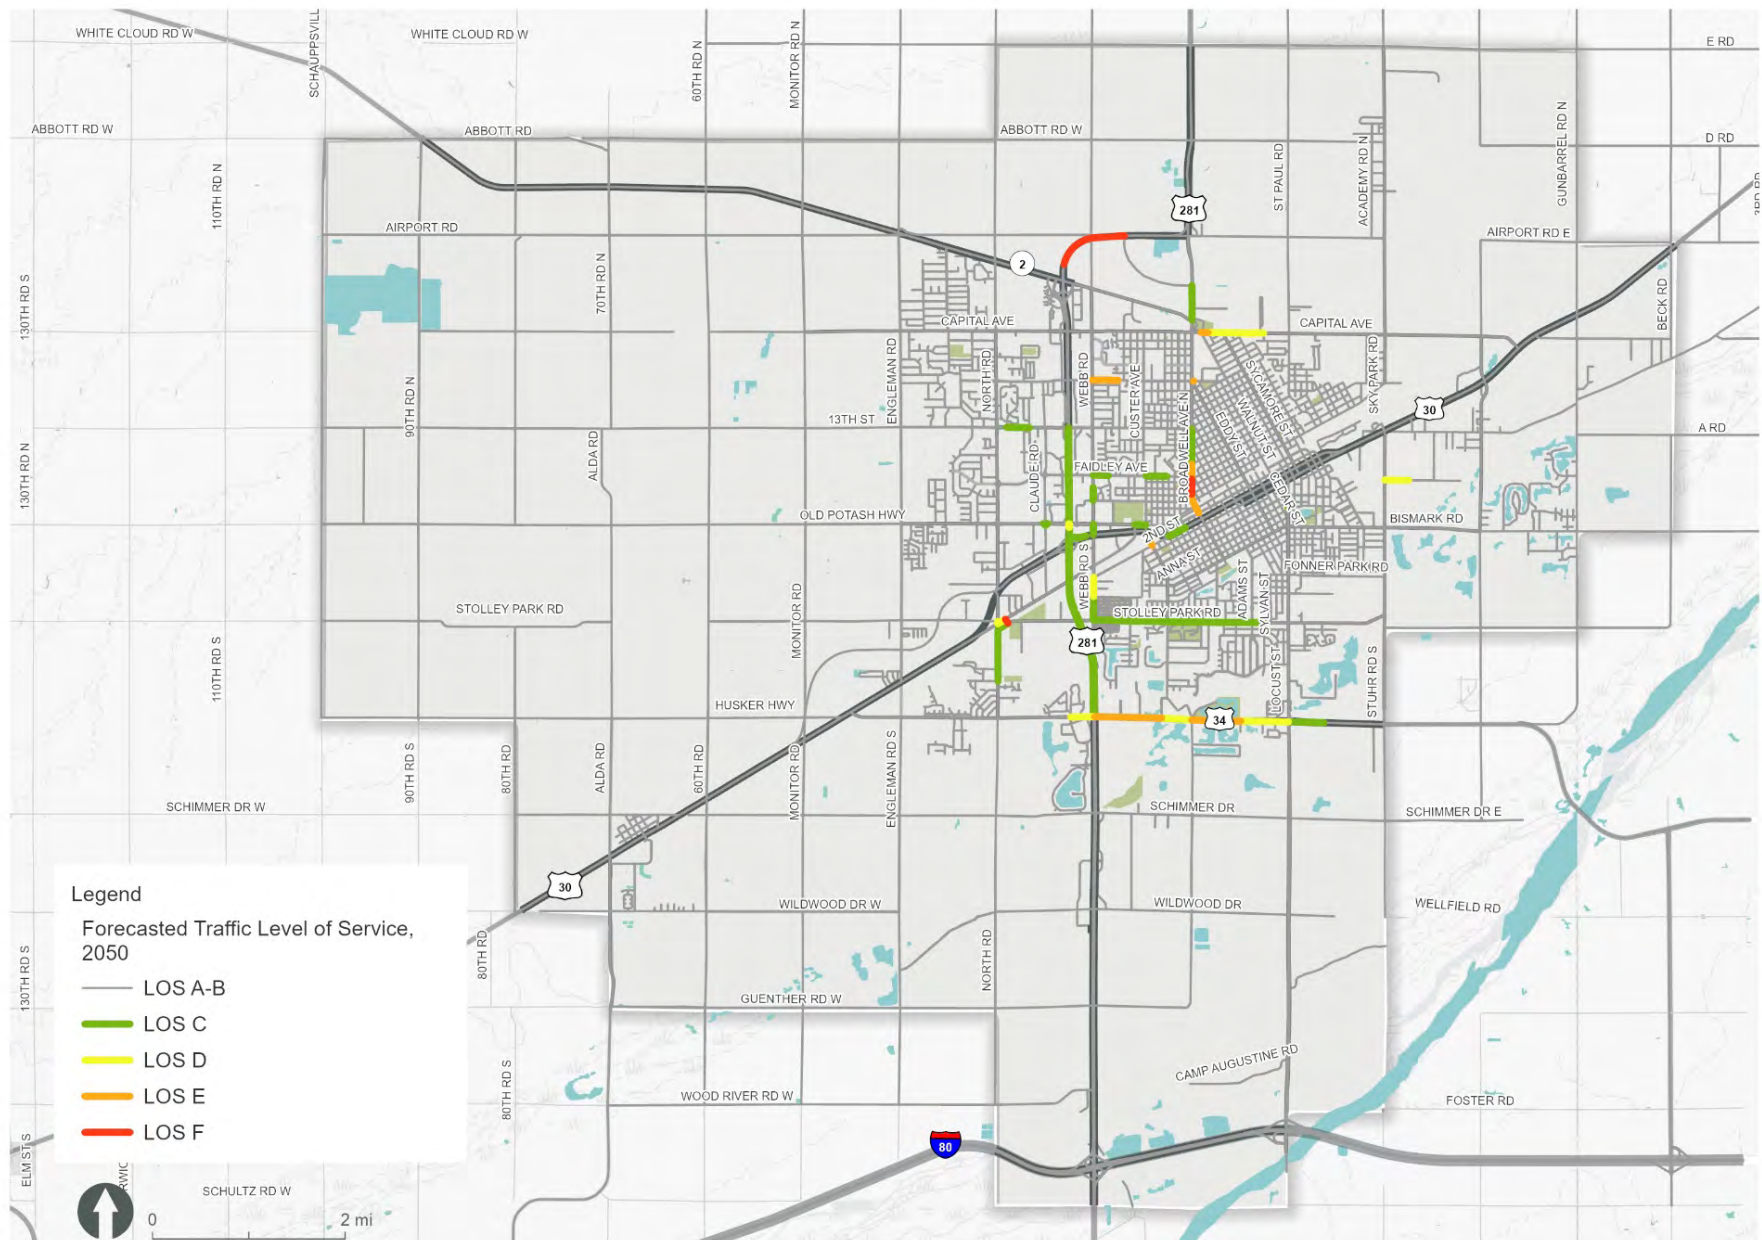 WHITE CLOUD RD W
WHITE CLOUD RD W
SCHAUPPSVILL
60TH RD N
MONITOR RD N
E RD
ABBOTT RD W
ABBOTT RD
ABBOTT RD W
D RD
GUNBARREL RD N
ACADEMY RD N
ST PAUL RD
110TH RD N
281
AIRPORT RD
AIRPORT RD E
2
70TH RD N
130TH RD S
BECK RD
CAPITAL AVE
CAPITAL AVE
ENGLEMAN RD
NORTH RD
WEBB RD
CUSTER AVE
SYCAMORE ST
SKY PARK RD
90TH RD N
WALNUT ST
EDDY ST
BROADWELL AVE N
30
13TH ST
A RD
ALDA RD
CLAUDE RD
FAIDLEY AVE
130TH RD N
CEDAR ST
OLD POTASH HWY
2ND ST
BISMARK RD
ANNA ST
WEBB RD S
FONNER PARK RD
ADAMS ST
SYLVAN ST
MONITOR RD
STOLLEY PARK RD
STOLLEY PARK RD
281
110TH RD S
LOCUST ST
STUHR RD S
HUSKER HWY
34
90TH RD S
80TH RD
ALDA RD
60TH RD
MONITOR RD
ENGLEMAN RD S
SCHIMMER DR W
SCHIMMER DR
SCHIMMER DR E
30
WILDWOOD DR W
WILDWOOD DR
WELLFIELD RD
80TH RD
NORTH RD
130TH RD S
GUENTHER RD W
CAMP AUGUSTINE RD
80TH RD S
WOOD RIVER RD W
FOSTER RD
80
ELM ST S
SCHULTZ RD W
Legend
Forecasted Traffic Level of Service,
2050
LOS A-B
LOS C
LOS D
LOS E
LOS F
0
2 mi